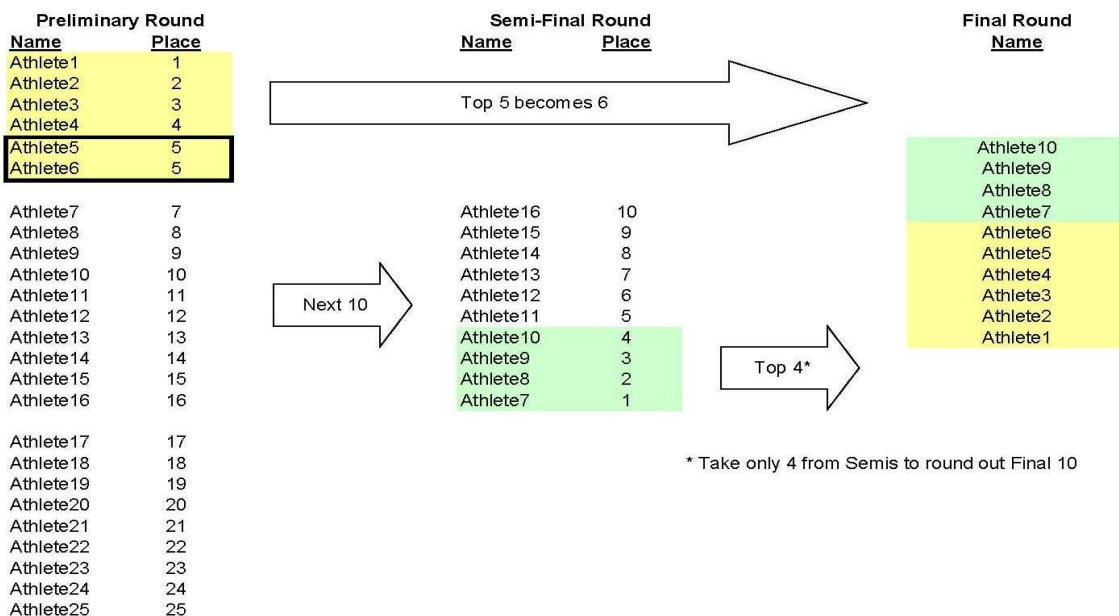 Preliminary Round
Name Place
Athlete1 1
Athlete2 2
Athlete3 3
Athlete4 4
Athlete5 5
Athlete6 5
Athlete7 7
Athlete8 8
Athlete9 9
Athlete10 10
Athlete11 11
Athlete12 12
Athlete13 13
Athlete14 14
Athlete15 15
Athlete16 16
Athlete17 17
Athlete18 18
Athlete19 19
Athlete20 20
Athlete21 21
Athlete22 22
Athlete23 23
Athlete24 24
Athlete25 25
Top 5 becomes 6
Next 10
Semi-Final Round
Name Place
Athlete16 10
Athlete15 9
Athlete14 8
Athlete13 7
Athlete12 6
Athlete11 5
Athlete10 4
Athlete9 3
Athlete8 2
Athlete7 1
Top 4*
Final Round
Name
Athlete10
Athlete9
Athlete8
Athlete7
Athlete6
Athlete5
Athlete4
Athlete3
Athlete2
Athlete1
* Take only 4 from Semis to round out Final 10